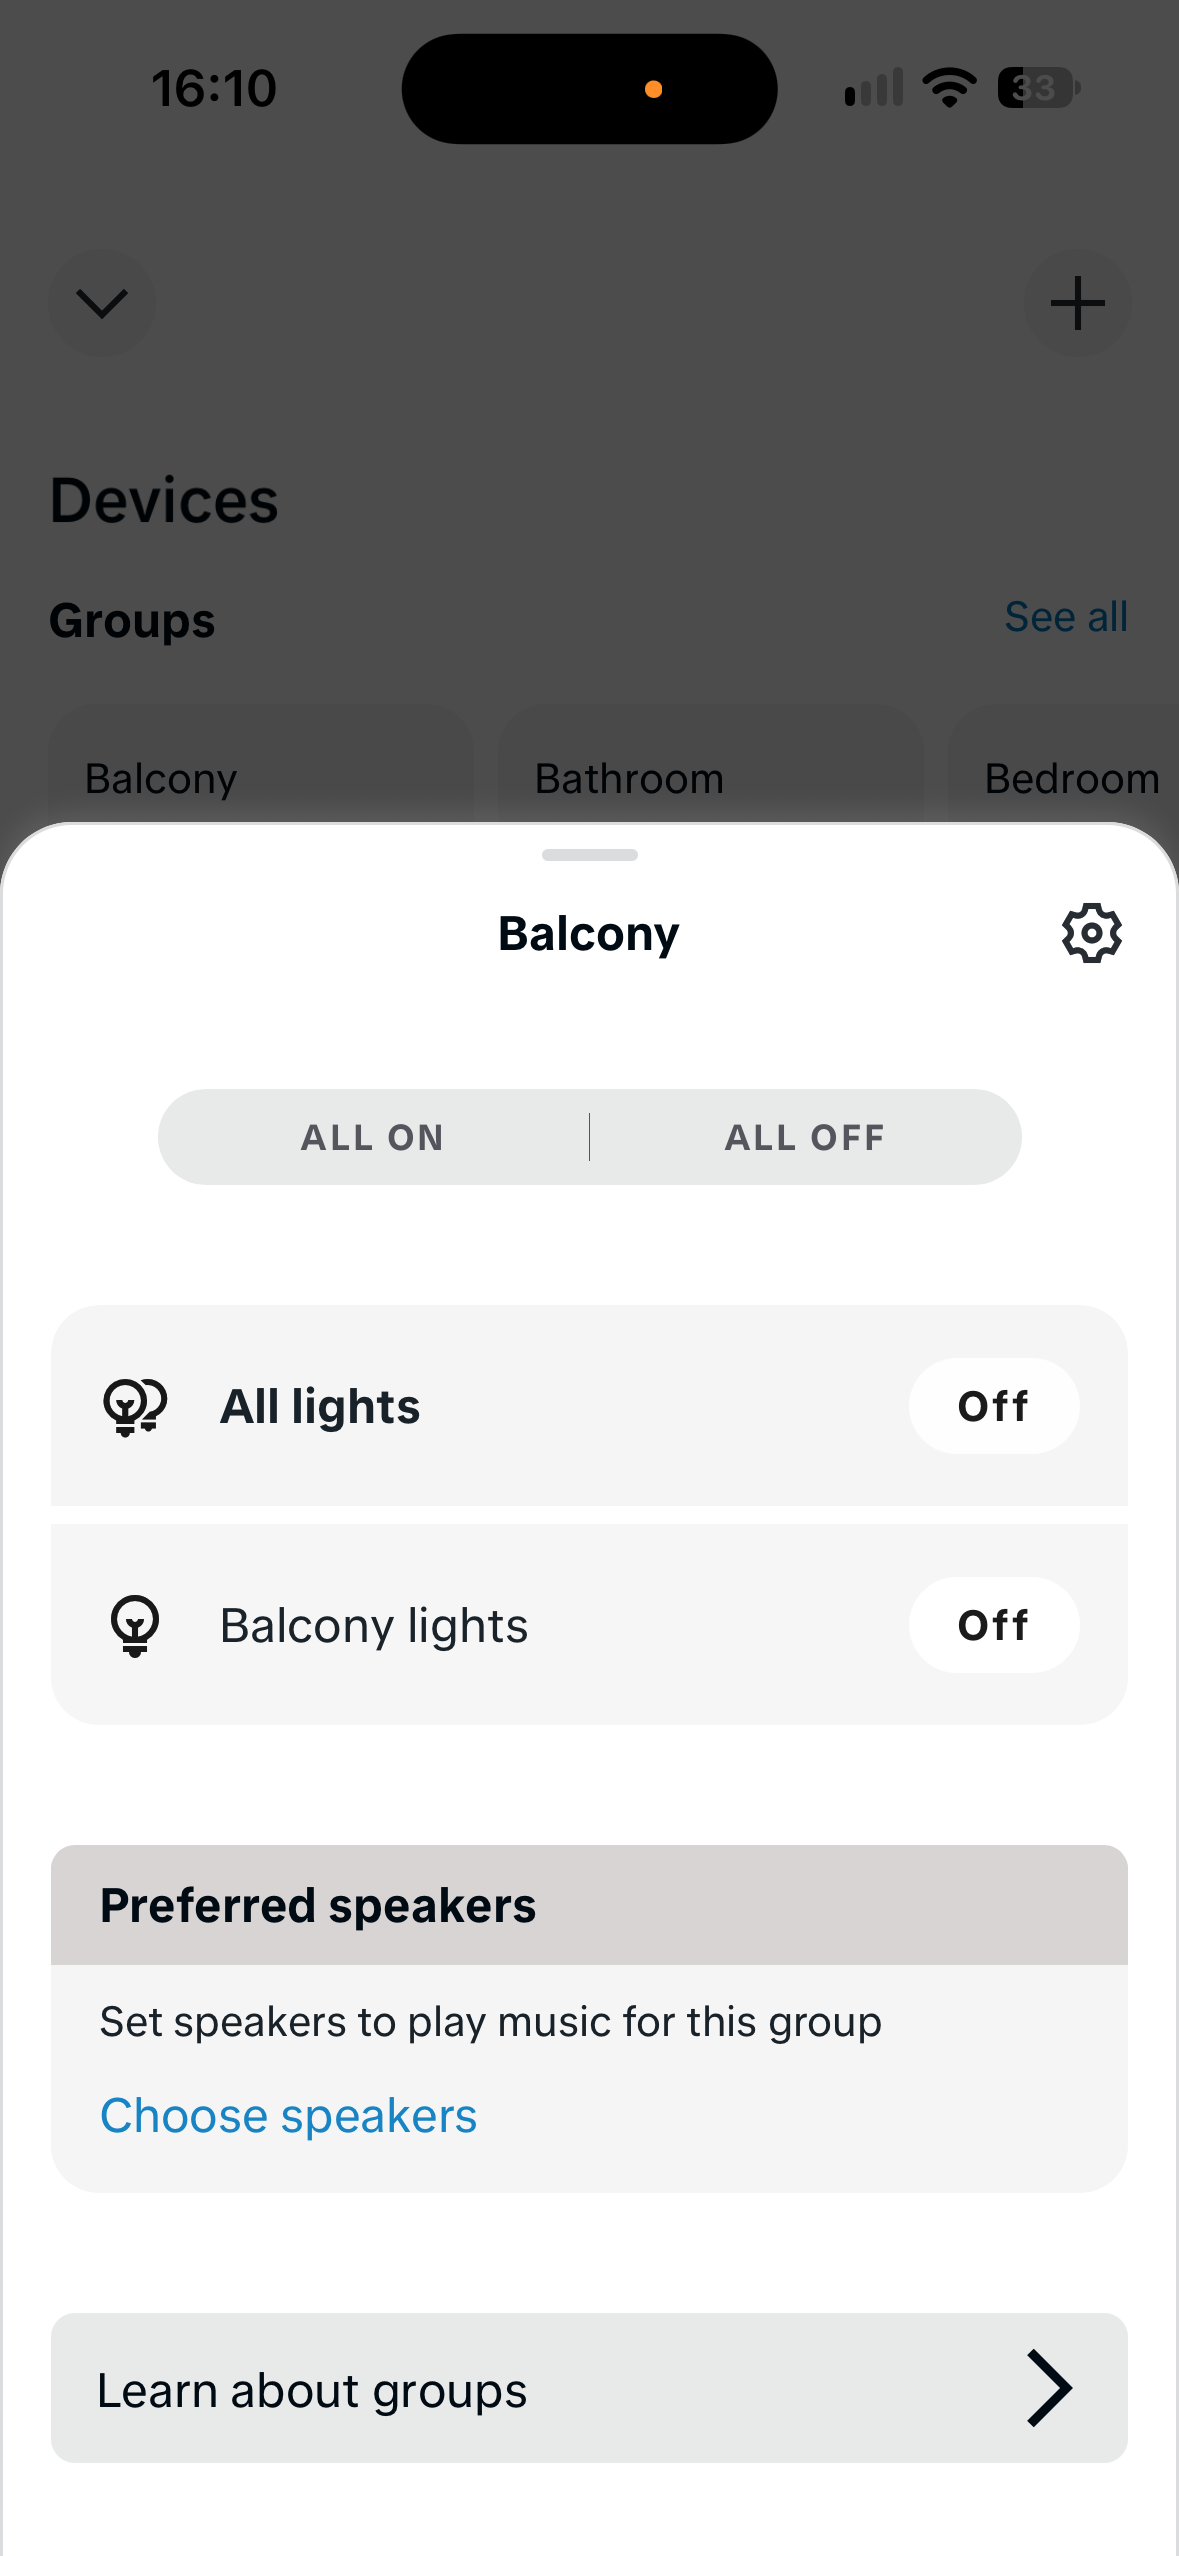 16:10
33
Devices
Groups
See all
Balcony
Bathroom
Bedroom
Balcony
ALL ON
ALL OFF
All lights
Off
Balcony lights
Off
Preferred speakers
Set speakers to play music for this group
Choose speakers
Learn about groups